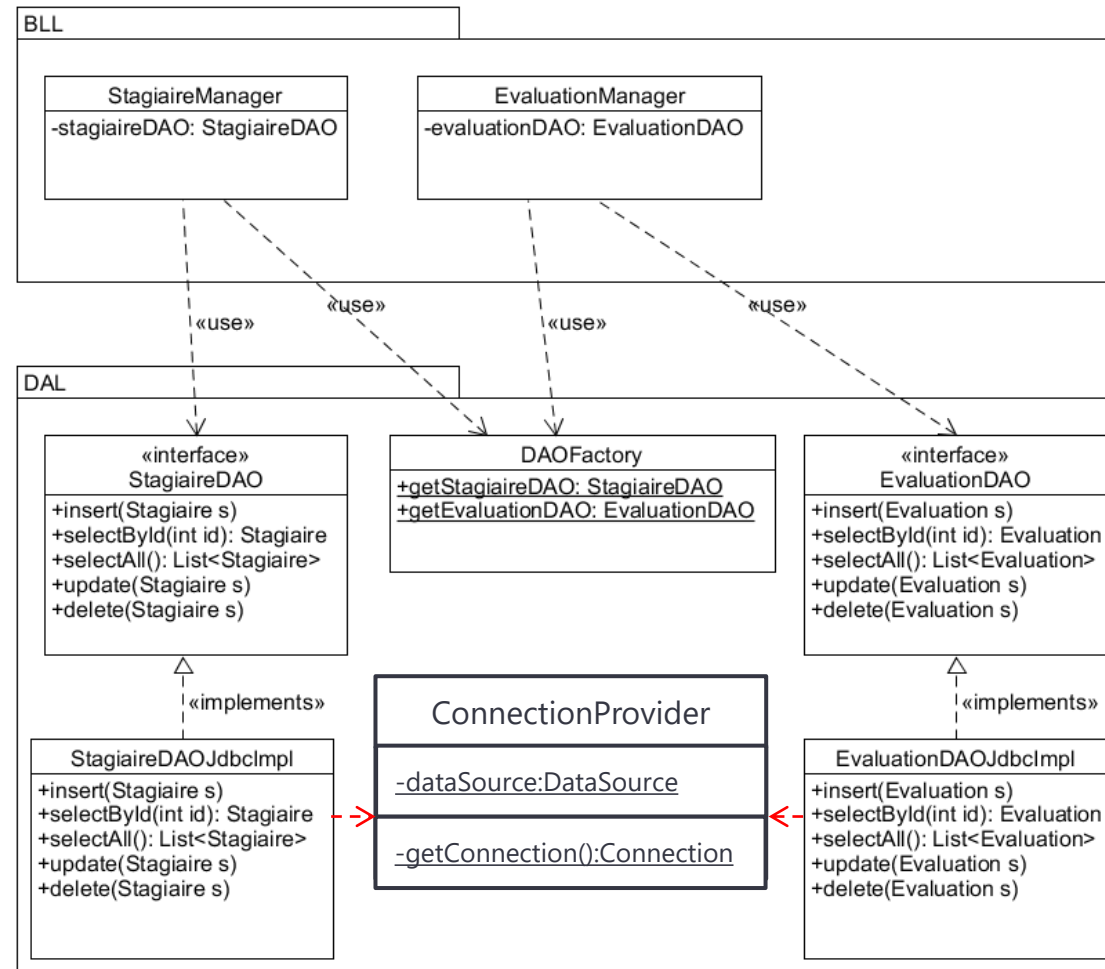 BLL
StagiaireManager
-stagiaireDAO: StagiaireDAO
EvaluationManager
-evaluationDAO: EvaluationDAO
«use»
«use»
«use»
«use»
DAL
«interface»
StagiaireDAO
+insert(Stagiaire s)
+selectById(int id): Stagiaire
+selectAll(): List<Stagiaire>
+update(Stagiaire s)
+delete(Stagiaire s)
DAOFactory
+getStagiaireDAO: StagiaireDAO
+getEvaluationDAO: EvaluationDAO
«interface»
EvaluationDAO
+insert(Evaluation s)
+selectById(int id): Evaluation
+selectAll(): List<Evaluation>
+update(Evaluation s)
+delete(Evaluation s)
«implements»
«implements»
StagiaireDAOJdbcImpl
+insert(Stagiaire s)
+selectById(int id): Stagiaire
+selectAll(): List<Stagiaire>
+update(Stagiaire s)
+delete(Stagiaire s)
ConnectionProvider
-dataSource:DataSource
-getConnection():Connection
EvaluationDAOJdbcImpl
+insert(Evaluation s)
+selectById(int id): Evaluation
+selectAll(): List<Evaluation>
+update(Evaluation s)
+delete(Evaluation s)